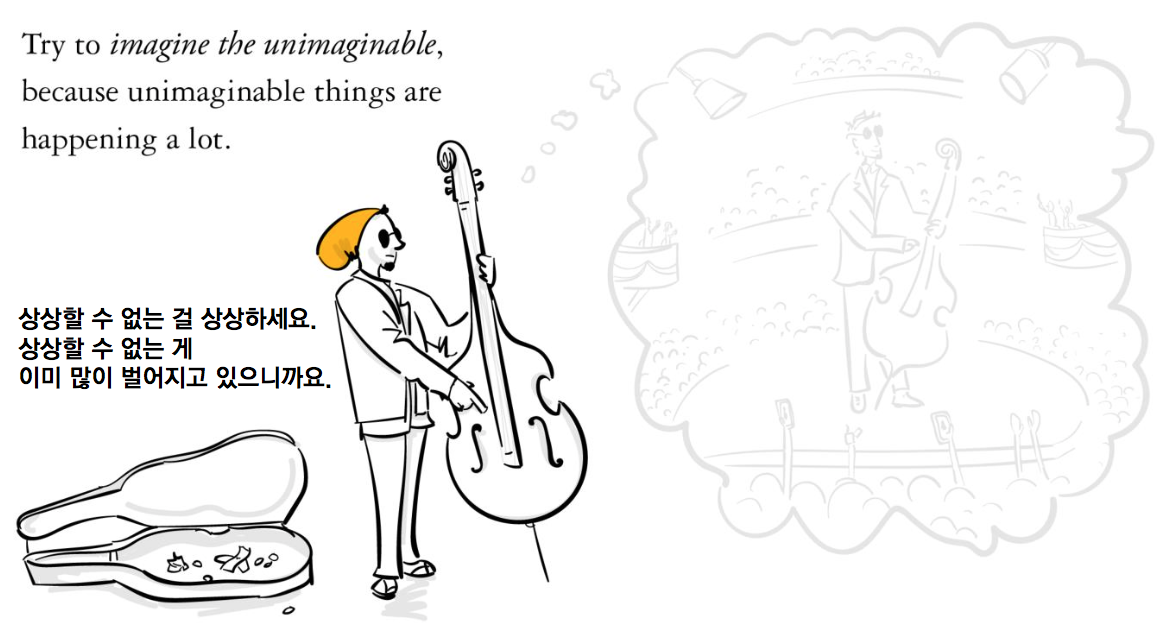 Try to imagine the unimaginable,
because unimaginable things are
happening a lot.
상상할 수 없는 걸 상상하세요.
상상할 수 없는 게
이미 많이 벌어지고 있으니까요.